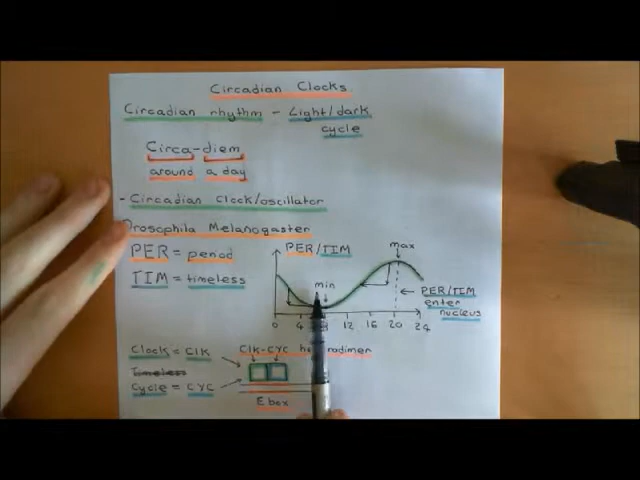 Circadian Clocks
Circadian rhythm - Light/dark
cycle
Circa-diem
around a day
- Circadian Clock/oscillator
Drosophila Melanogaster
PER = period
TIM = timeless
PER/TIM
max
min
← PER/TIM
enter
nucleus
0 4 12 16 20 24
Clock = Clk
Timeless
Cycle = CYC
Clk-CYC heterodimer
E box